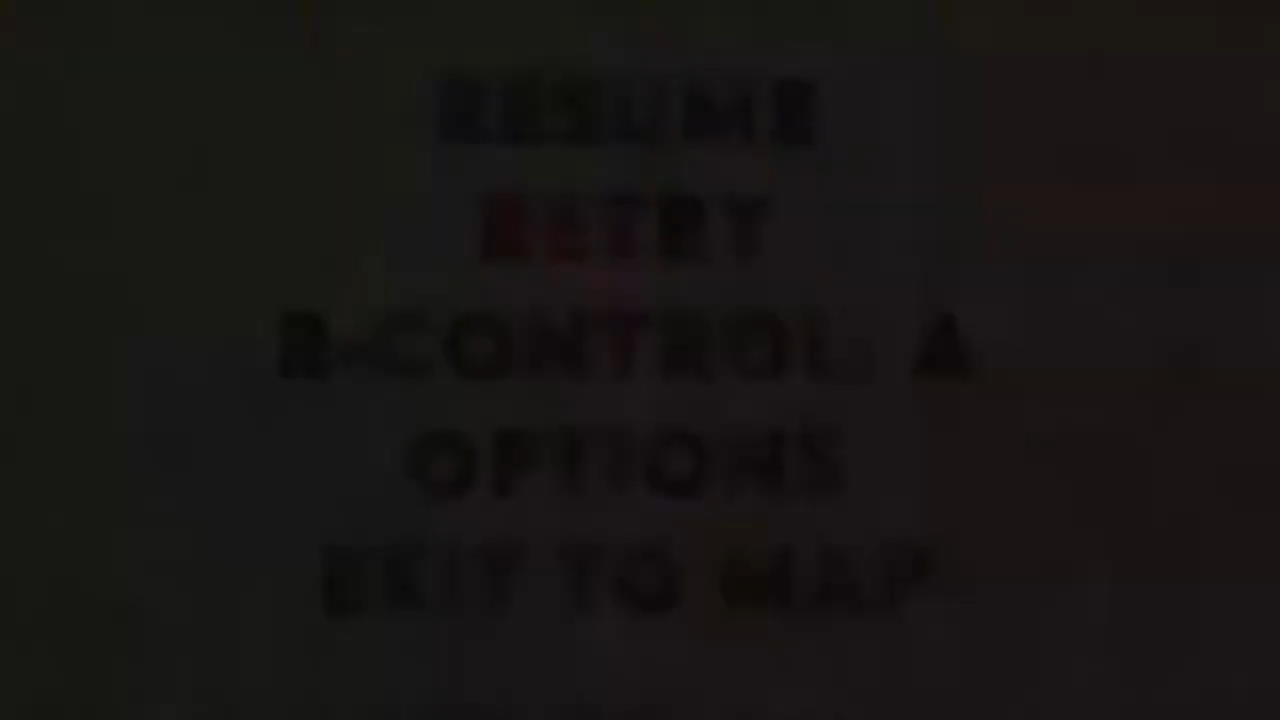 RESUME
RETRY
R-CONTROL: A
OPTIONS
EXIT TO MAP